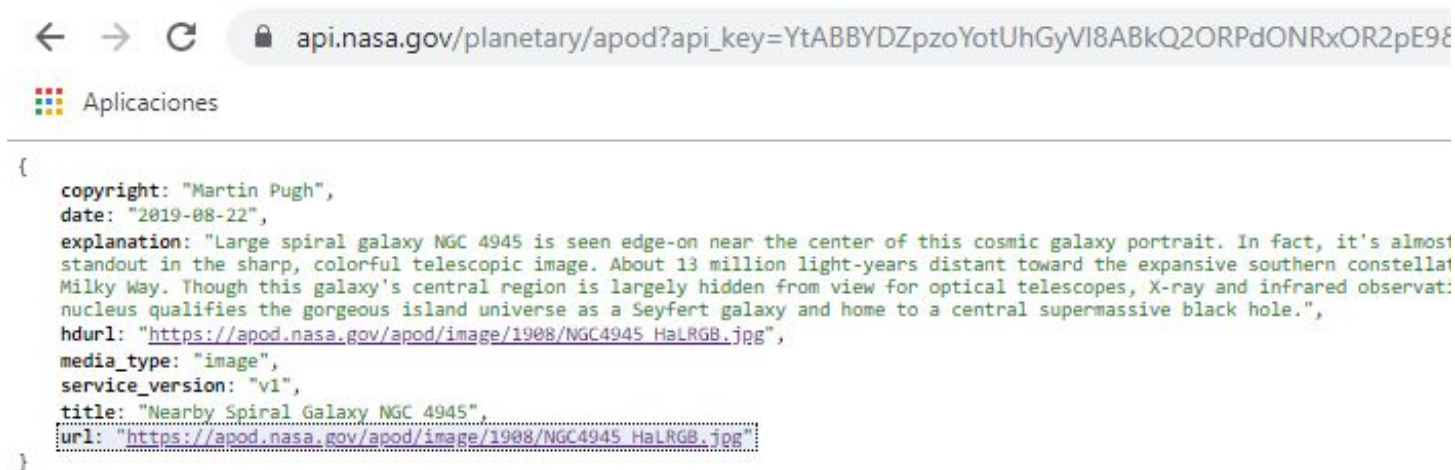 api.nasa.gov/planetary/apod?api_key=YtABBYDZpzoYotUhGyVI8ABkQ2ORPdONRxOR2pE9&
Aplicaciones
{
copyright: "Martin Pugh",
date: "2019-08-22",
explanation: "Large spiral galaxy NGC 4945 is seen edge-on near the center of this cosmic galaxy portrait. In fact, it's almost
standout in the sharp, colorful telescopic image. About 13 million light-years distant toward the expansive southern constellat
Milky Way. Though this galaxy's central region is largely hidden from view for optical telescopes, X-ray and infrared observati
nucleus qualifies the gorgeous island universe as a Seyfert galaxy and home to a central supermassive black hole.",
hdurl: "https://apod.nasa.gov/apod/image/1908/NGC4945_HaLRGB.jpg",
media_type: "image",
service_version: "v1",
title: "Nearby Spiral Galaxy NGC 4945",
url: "https://apod.nasa.gov/apod/image/1908/NGC4945_HaLRGB.jpg"
}